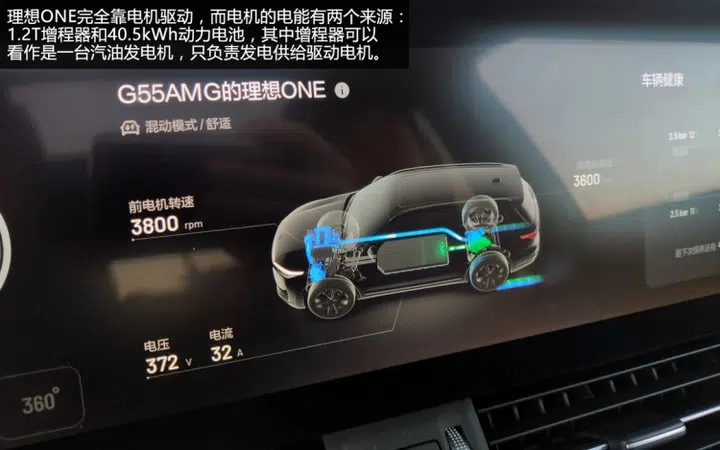 理想ONE完全靠电机驱动，而电机的电能有两个来源：
1.2T增程器和40.5kWh动力电池，其中增程器可以
看作是一台汽油发电机，只负责发电供给驱动电机。
G55AMG的理想ONE
车辆健康
混动模式/舒适
2.5 bar
前电机转速
3800 rpm
3600
2.5 bar
电压
372 V
电流
32 A
360°